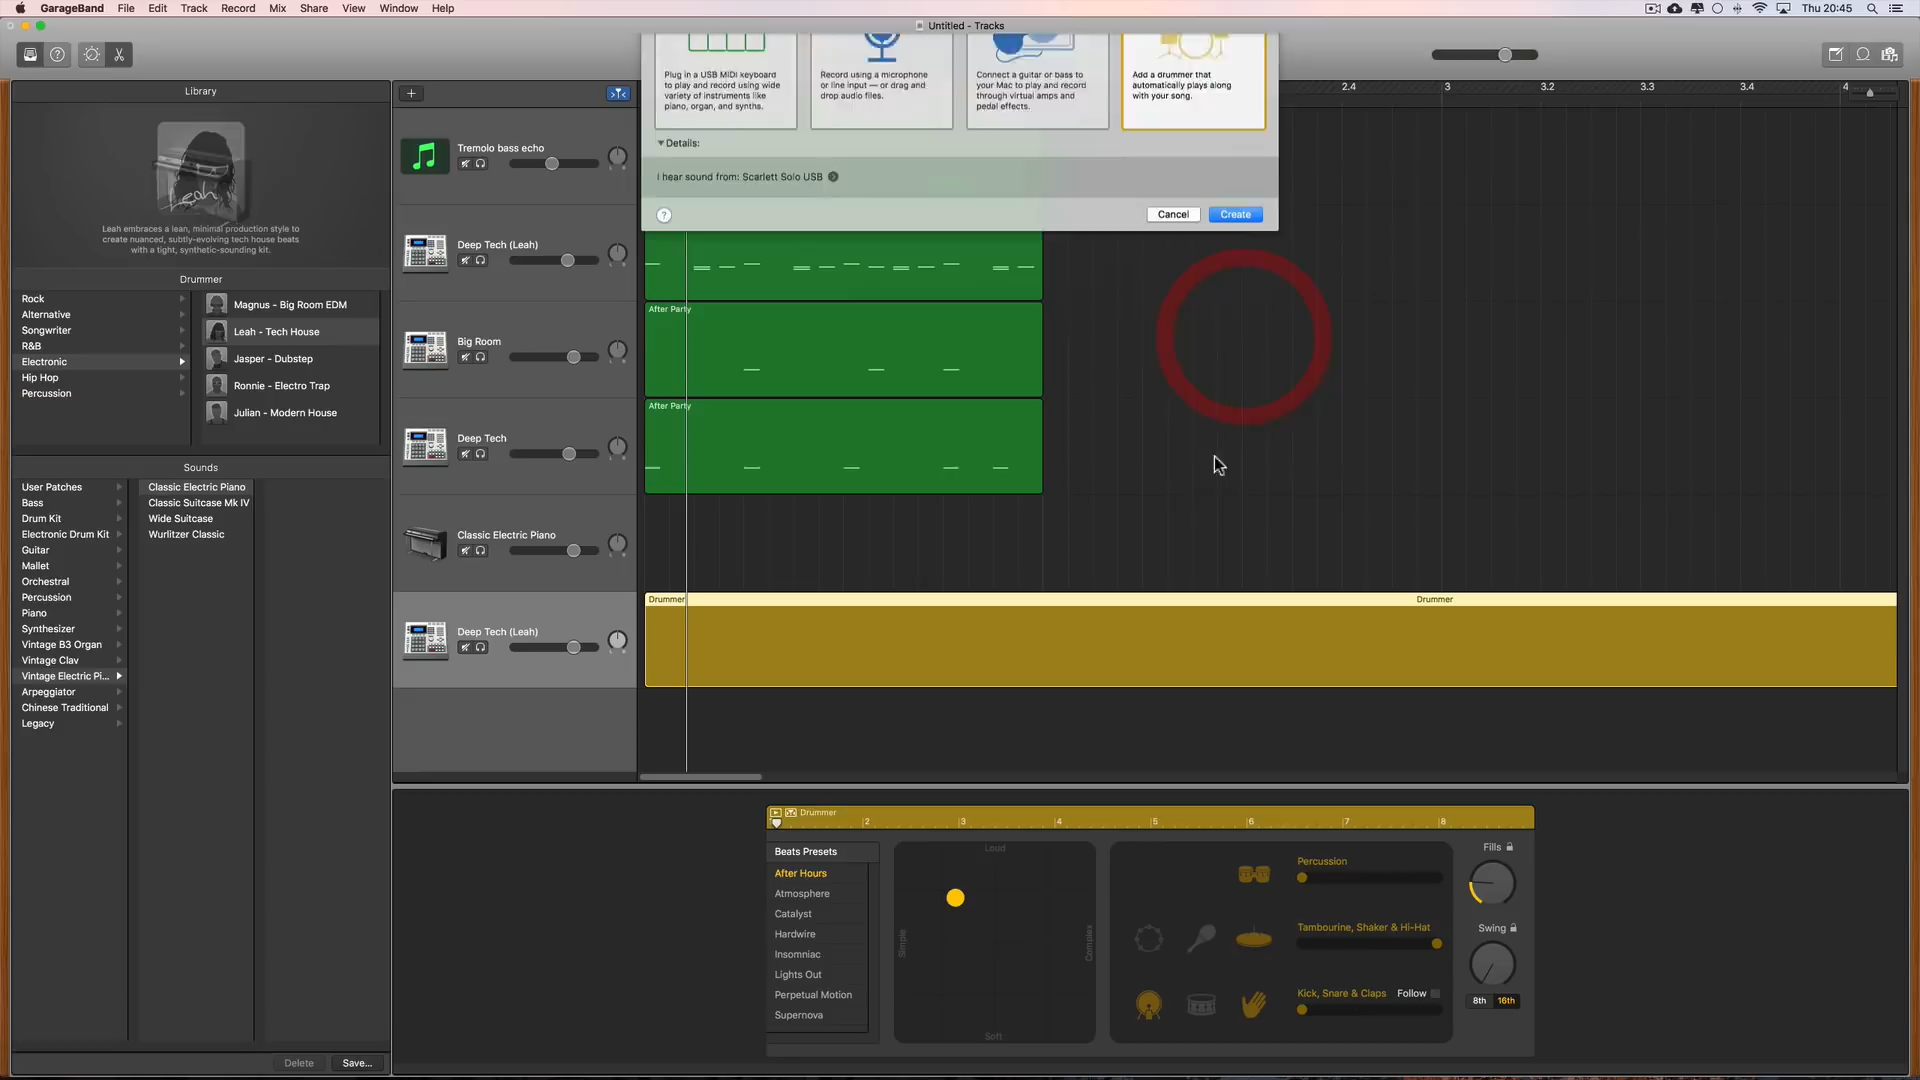 GarageBand File Edit Track Record Mix Share View Window Help
Thu 20:45
Untitled - Tracks
Library
Leah
Leah embraces a lean, minimal production style to
create nuanced, subtly-evolving tech house beats
with a tight, synthetic-sounding kit.
Drummer
Rock
Alternative
Songwriter
R&B
Electronic
Hip Hop
Percussion
Magnus - Big Room EDM
Leah - Tech House
Jasper - Dubstep
Ronnie - Electro Trap
Julian - Modern House
Sounds
User Patches
Bass
Drum Kit
Electronic Drum Kit
Guitar
Mallet
Orchestral
Percussion
Piano
Synthesizer
Vintage B3 Organ
Vintage Clav
Vintage Electric Pi...
Arpeggiator
Chinese Traditional
Legacy
Classic Electric Piano
Classic Suitcase Mk IV
Wide Suitcase
Wurlitzer Classic
Delete
Save...
Tremolo bass echo
Deep Tech (Leah)
Big Room
Deep Tech
Classic Electric Piano
Deep Tech (Leah)
Plug in a USB MIDI keyboard
to play and record using wide
variety of instruments like
piano, organ, and synths.
Record using a microphone
or line input — or drag and
drop audio files.
Connect a guitar or bass to
your Mac to play and record
through virtual amps and
pedal effects.
Add a drummer that
automatically plays along
with your song.
Details:
I hear sound from: Scarlett Solo USB
?
Cancel
Create
2.4 3 3.2 3.3 3.4 4
After Party
After Party
Drummer
Drummer
Drummer
2 3 4 5 6 7 8
Beats Presets
After Hours
Atmosphere
Catalyst
Hardwire
Insomniac
Lights Out
Perpetual Motion
Supernova
Loud
Simple
Complex
Soft
Percussion
Tambourine, Shaker & Hi-Hat
Kick, Snare & Claps
Follow
Fills
Swing
8th
16th